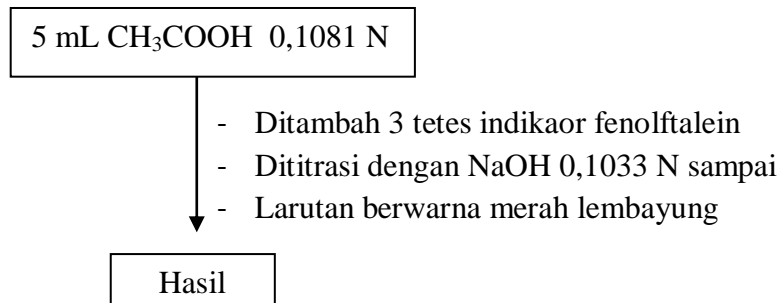 5 mL CH₃COOH 0,1081 N
- Ditambah 3 tetes indikaor fenolftalein
- Dititrasi dengan NaOH 0,1033 N sampai
- Larutan berwarna merah lembayung
Hasil